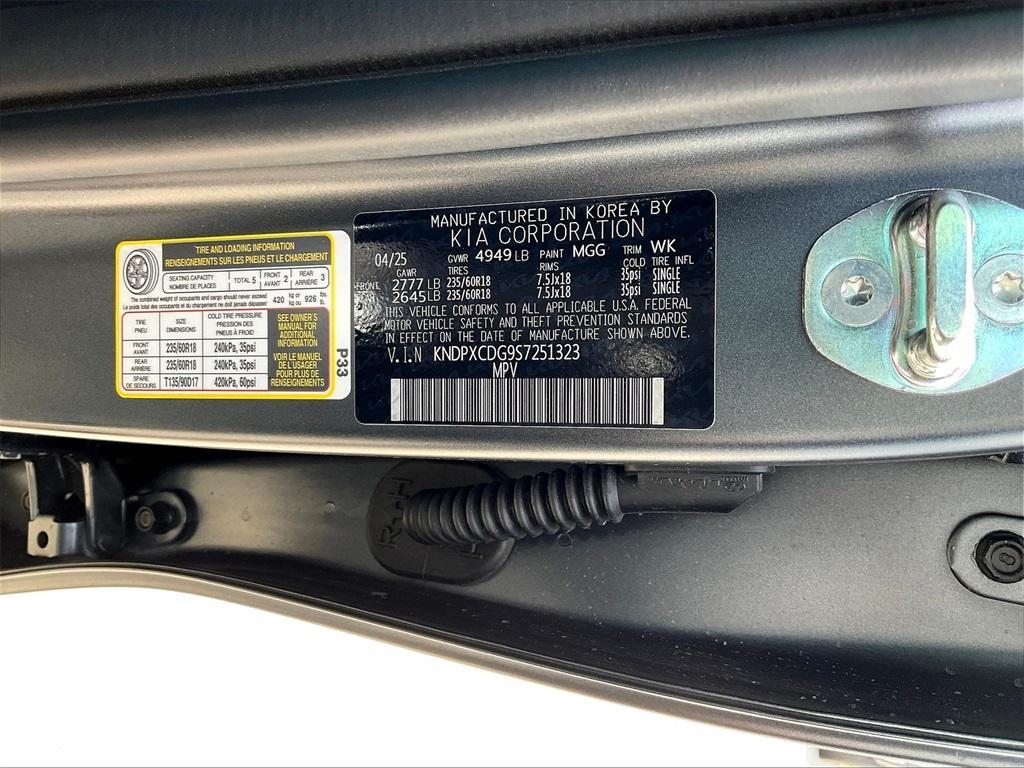 TIRE AND LOADING INFORMATION
RENSEIGNEMENTS SUR LES PNEUS ET LE CHARGEMENT
SEATING CAPACITY
NOMBRE DE PLACES
TOTAL 5
FRONT
AVANT 2
REAR
ARRIÈRE 3
The combined weight of occupants and cargo should never exceed
La poids total des occupants et du chargement ne doit jamais dépasser
420 kg or
kg ou 926 lbs.
lb.
TIRE
PNEU
SIZE
DIMENSIONS
COLD TIRE PRESSURE
PRESSION DES
PNEUS À FROID
FRONT
AVANT
235/60R18
240kPa, 35psi
REAR
ARRIÈRE
235/60R18
240kPa, 35psi
SPARE
DE SECOURS
T135/90D17
420kPa, 60psi
SEE OWNER'S
MANUAL FOR
ADDITIONAL
INFORMATION
VOIR LE MANUEL
DE L'USAGER
POUR PLUS DE
RENSEIGNEMENTS
P33
MANUFACTURED IN KOREA BY
KIA CORPORATION
04/25 GVWR 4949 LB PAINT MGG TRIM WK
GAWR TIRES RIMS COLD TIRE INFL
FRONT 2777 LB 235/60R18 7.5Jx18 35psi SINGLE
2645 LB 235/60R18 7.5Jx18 35psi SINGLE
THIS VEHICLE CONFORMS TO ALL APPLICABLE U.S.A. FEDERAL
MOTOR VEHICLE SAFETY AND THEFT PREVENTION STANDARDS
IN EFFECT ON THE DATE OF MANUFACTURE SHOWN ABOVE.
V.I.N KNDPXCDG9S7251323
MPV
RTH